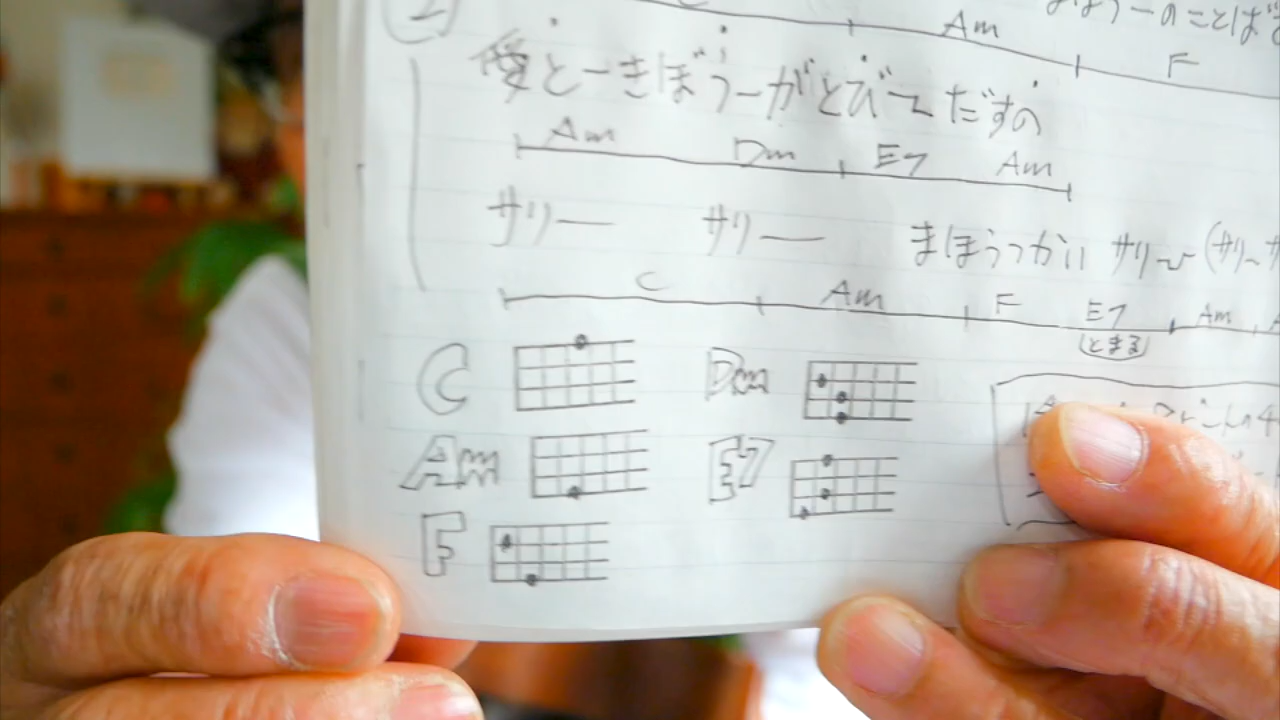 C Am F
愛とーきぼうーがとびーだすの
Am Dm E7 Am
サリー サリー まほうつかい サリー
C Am F E7 Am
(とまる)
C Dm
Am E7
F